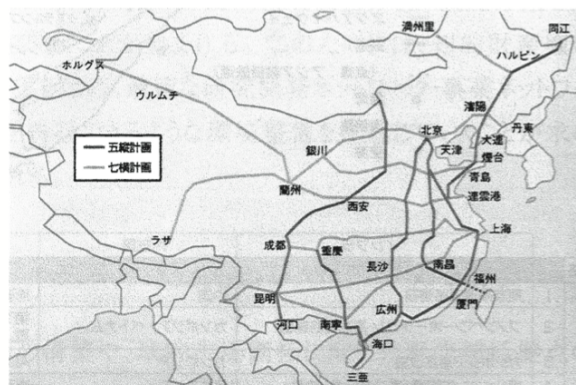 満州里
同江
ハルピン
ホルグス
ウルムチ
瀋陽
北京
丹東
大連
天津
銀川
煙台
五縦計画
七横計画
青島
蘭州
連雲港
西安
上海
ラサ
成都
重慶
長沙
南昌
福州
昆明
厦門
広州
河口
南寧
海口
三亜